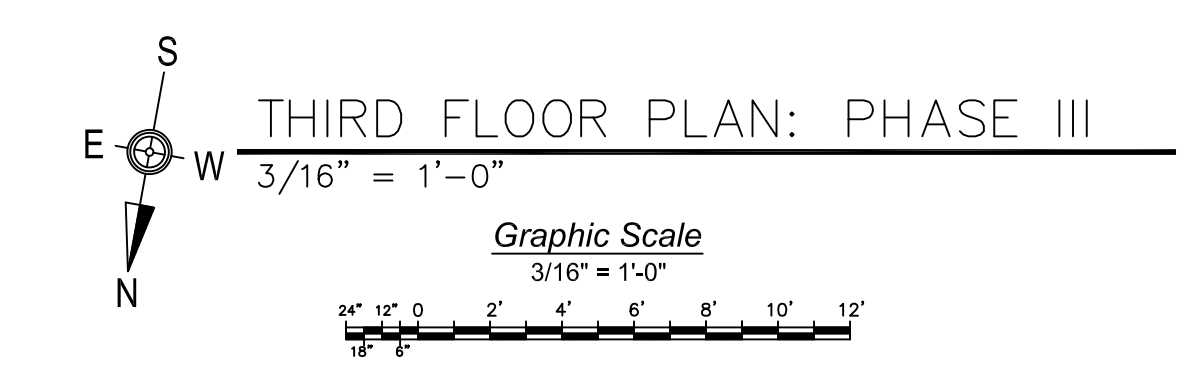 S
THIRD FLOOR PLAN: PHASE III
E
W
3/16” = 1’-0”
Graphic Scale
3/16" = 1'-0"
N
24” 12” 0 2’ 4’ 6’ 8’ 10’ 12’
18” 6”